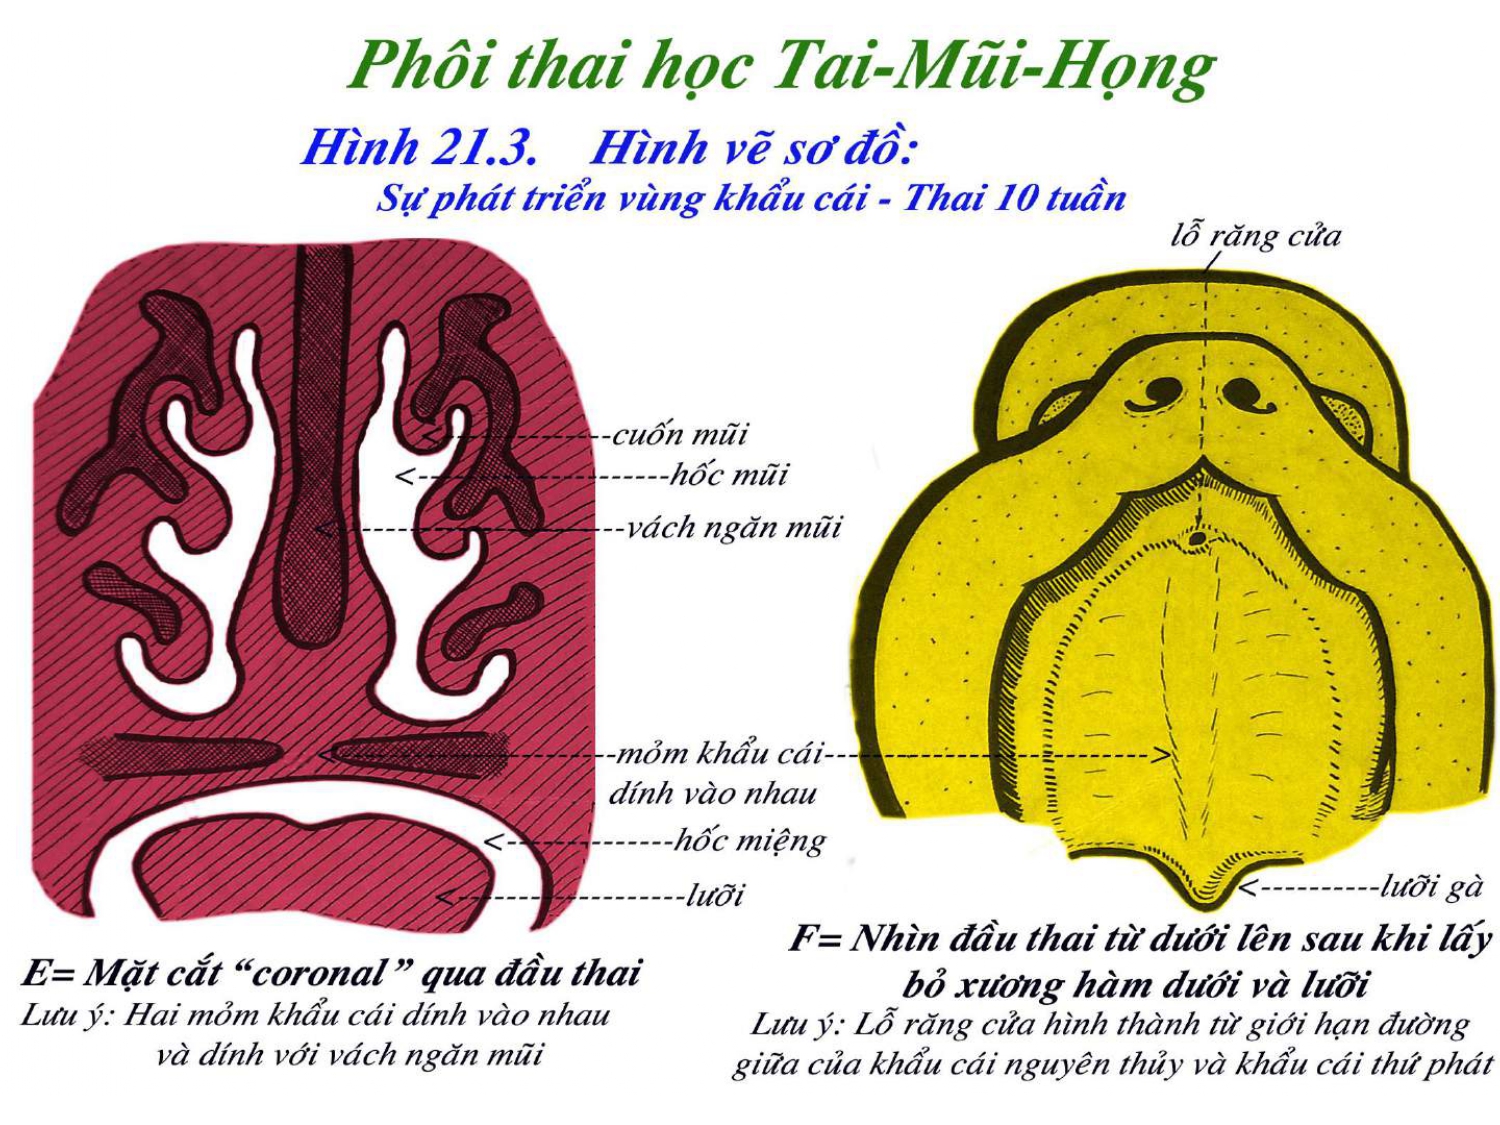 Phôi thai học Tai-Mũi-Họng
Hình 21.3. Hình vẽ sơ đồ:
Sự phát triển vùng khẩu cái - Thai 10 tuần
lỗ răng cửa
cuốn mũi
hốc mũi
vách ngăn mũi
mỏm khẩu cái
dính vào nhau
hốc miệng
lưỡi
lưỡi gà
E= Mặt cắt “coronal” qua đầu thai
Lưu ý: Hai mỏm khẩu cái dính vào nhau
và dính với vách ngăn mũi
F= Nhìn đầu thai từ dưới lên sau khi lấy
bỏ xương hàm dưới và lưỡi
Lưu ý: Lỗ răng cửa hình thành từ giới hạn đường
giữa của khẩu cái nguyên thủy và khẩu cái thứ phát